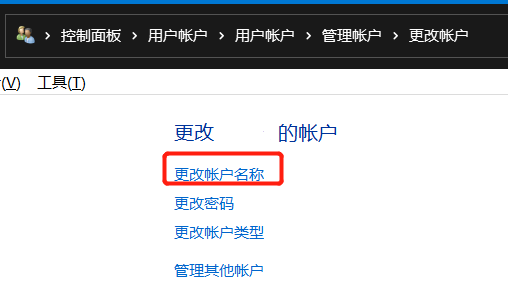 控制面板 > 用户帐户 > 用户帐户 > 管理帐户 > 更改帐户
(V) 工具(T)
更改 的帐户
更改帐户名称
更改密码
更改帐户类型
管理其他帐户